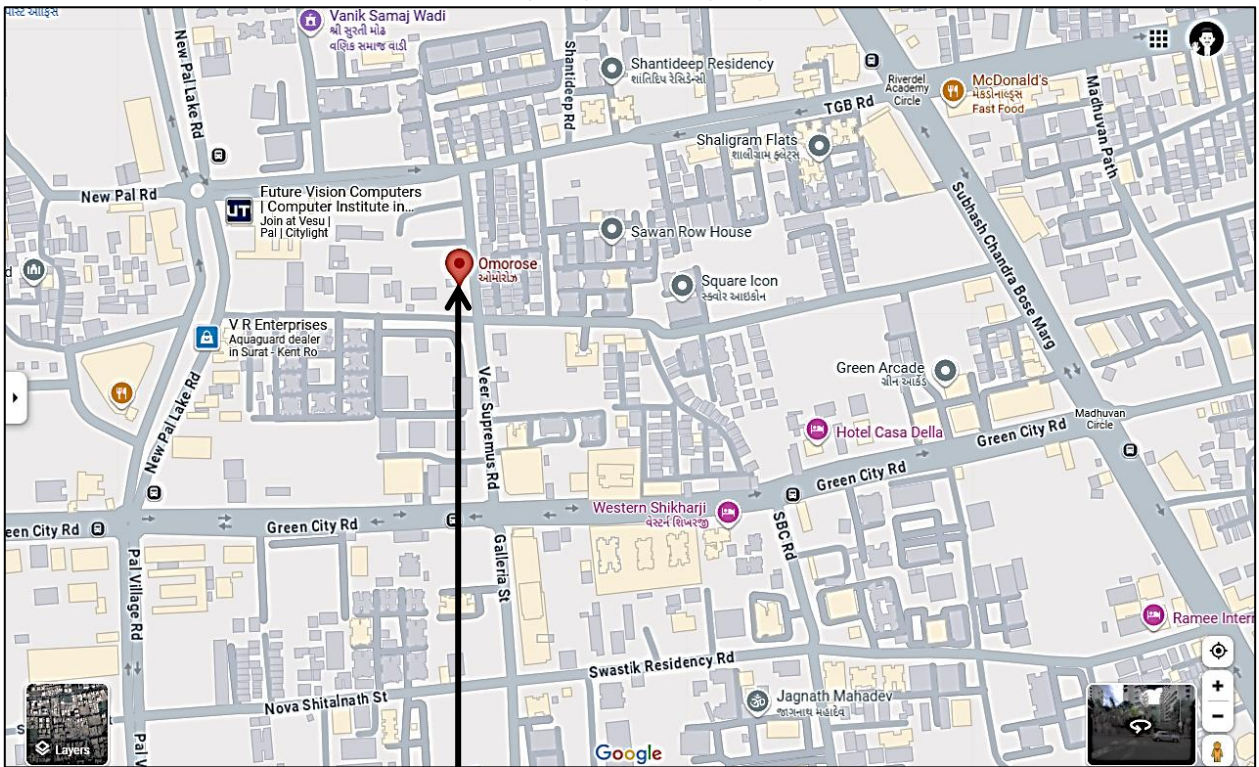 પોસ્ટ ઑફિસ
Vanik Samaj Wadi
શ્રી સુરતી મોઢ
વણિક સમાજ વાડી
New Pal Lake Rd
Shantideep Rd
Shantideep Residency
શાંતિદિપ રેસિડેન્સી
TGB Rd
Riverdel
Academy
Circle
McDonald's
મેકડોનાલ્ડ્સ
Fast Food
Madhuvan Path
Shaligram Flats
શાલીગ્રામ ફ્લેટ્સ
New Pal Rd
Future Vision Computers
| Computer Institute in...
Join at Vesu |
Pal | Citylight
Subhash Chandra Bose Marg
Sawan Row House
Omorose
ઓમોરોઝ
Square Icon
સ્ક્વૉર આઇકોન
d
V R Enterprises
Aquaguard dealer
in Surat - Kent Ro
New Pal Lake Rd
Veer Supremus Rd
Green Arcade
ગ્રીન આર્કેડ
Madhuvan
Circle
Hotel Casa Della
Green City Rd
Green City Rd
Western Shikharji
વેસ્ટર્ન શિખરજી
een City Rd
Green City Rd
SBC Rd
Galleria St
Pal Village Rd
Ramee Inter
Swastik Residency Rd
Nova Shitalnath St
Jagnath Mahadev
જાગનાથ મહાદેવ
S
Layers
Pal V
Google